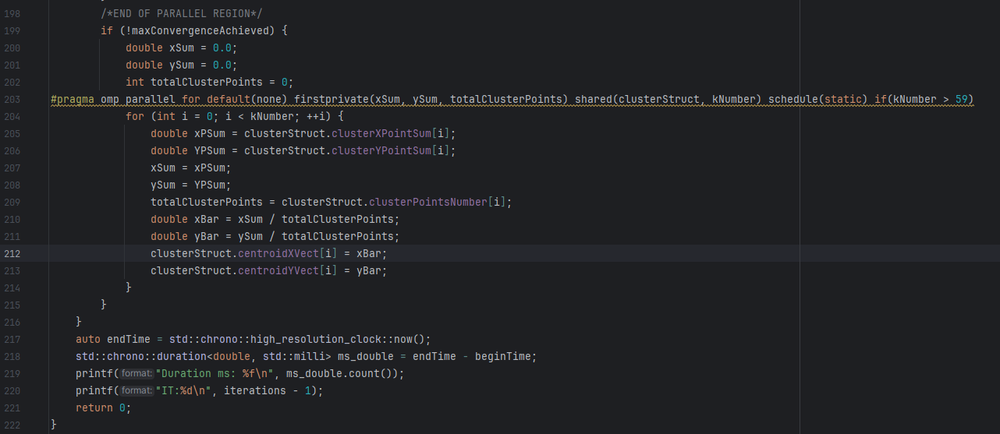 198 /*END OF PARALLEL REGION*/
199 if (!maxConvergenceAchieved) {
200 double xSum = 0.0;
201 double ySum = 0.0;
202 int totalClusterPoints = 0;
203 #pragma omp parallel for default(none) firstprivate(xSum, ySum, totalClusterPoints) shared(clusterStruct, kNumber) schedule(static) if(kNumber > 59)
204 for (int i = 0; i < kNumber; ++i) {
205 double xPSum = clusterStruct.clusterXPointSum[i];
206 double YPSum = clusterStruct.clusterYPointSum[i];
207 xSum = xPSum;
208 ySum = YPSum;
209 totalClusterPoints = clusterStruct.clusterPointsNumber[i];
210 double xBar = xSum / totalClusterPoints;
211 double yBar = ySum / totalClusterPoints;
212 clusterStruct.centroidXVect[i] = xBar;
213 clusterStruct.centroidYVect[i] = yBar;
214 }
215 }
216 }
217 auto endTime = std::chrono::high_resolution_clock::now();
218 std::chrono::duration<double, std::milli> ms_double = endTime - beginTime;
219 printf(format: "Duration ms: %f\n", ms_double.count());
220 printf(format: "IT:%d\n", iterations - 1);
221 return 0;
222 }